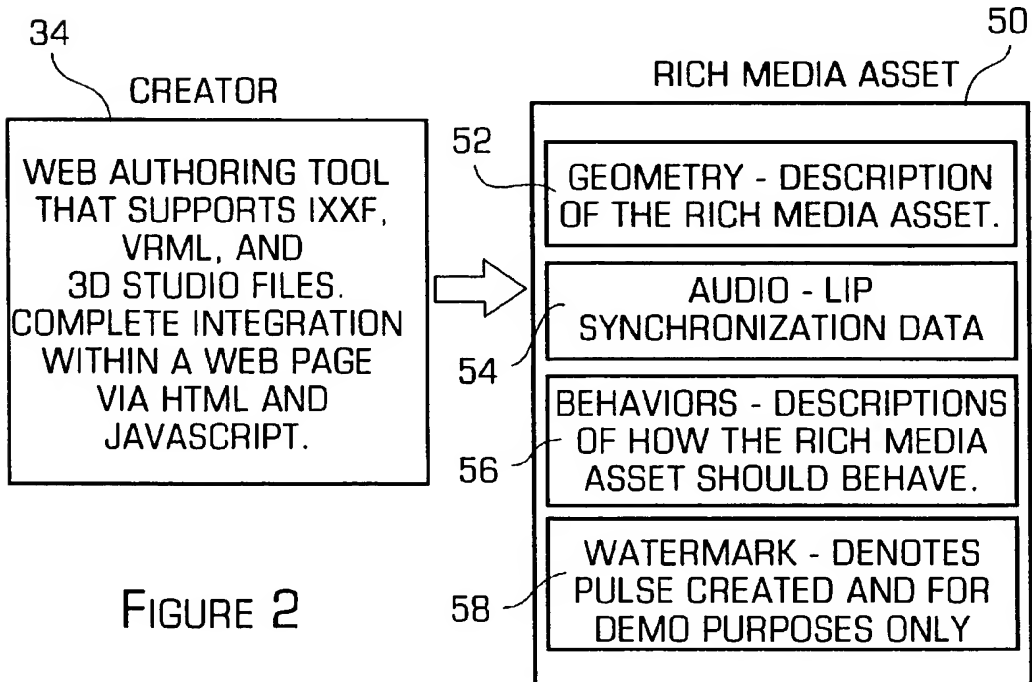 34
CREATOR
WEB AUTHORING TOOL
THAT SUPPORTS IXXF,
VRML, AND
3D STUDIO FILES.
COMPLETE INTEGRATION
WITHIN A WEB PAGE
VIA HTML AND
JAVASCRIPT.
50
RICH MEDIA ASSET
52
GEOMETRY - DESCRIPTION
OF THE RICH MEDIA ASSET.
54
AUDIO - LIP
SYNCHRONIZATION DATA
56
BEHAVIORS - DESCRIPTIONS
OF HOW THE RICH MEDIA
ASSET SHOULD BEHAVE.
58
WATERMARK - DENOTES
PULSE CREATED AND FOR
DEMO PURPOSES ONLY
FIGURE 2